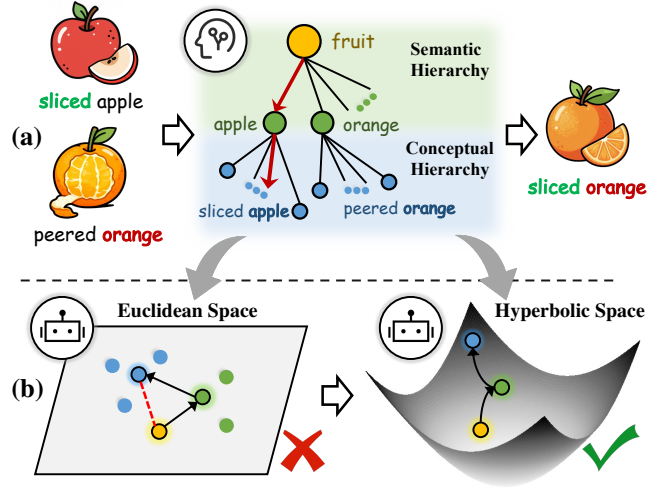 fruit
Semantic
Hierarchy
sliced apple
(a)
apple
orange
Conceptual
Hierarchy
sliced apple
peered orange
peered orange
sliced orange
Euclidean Space
Hyperbolic Space
(b)